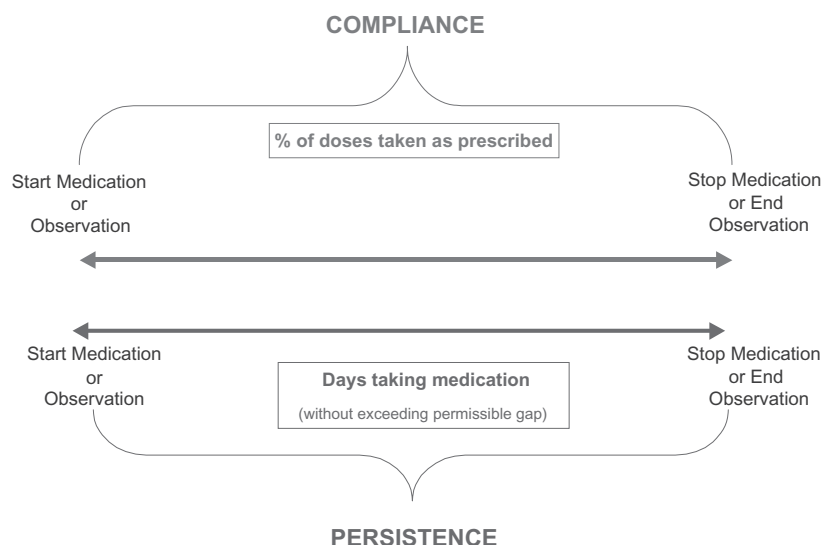 COMPLIANCE
% of doses taken as prescribed
Start Medication
or
Observation
Stop Medication
or End
Observation
Start Medication
or
Observation
Days taking medication
(without exceeding permissible gap)
Stop Medication
or End
Observation
PERSISTENCE